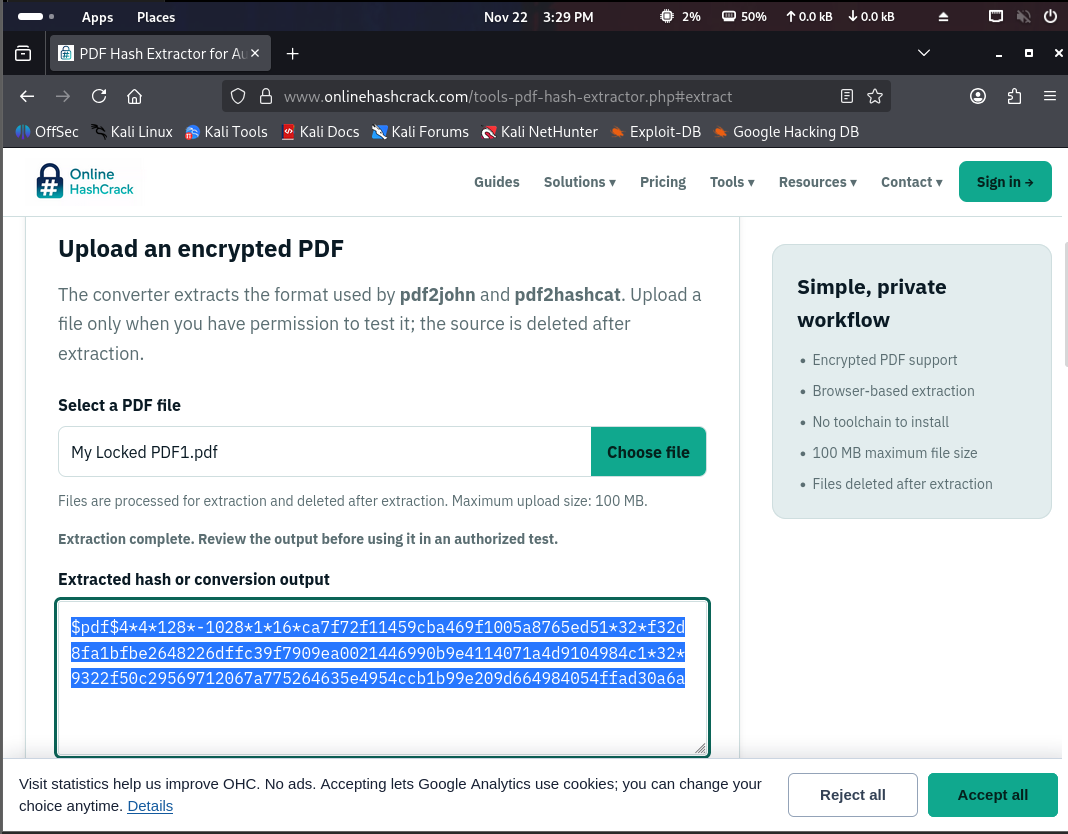 Apps Places Nov 22 3:29 PM 2% 50% 0.0 kB 0.0 kB
PDF Hash Extractor for Au
www.onlinehashcrack.com/tools-pdf-hash-extractor.php#extract
OffSec Kali Linux Kali Tools Kali Docs Kali Forums Kali NetHunter Exploit-DB Google Hacking DB
Online
HashCrack
Guides Solutions ▾ Pricing Tools ▾ Resources ▾ Contact ▾ Sign in →
Upload an encrypted PDF
The converter extracts the format used by pdf2john and pdf2hashcat. Upload a
file only when you have permission to test it; the source is deleted after
extraction.
Select a PDF file
My Locked PDF1.pdf Choose file
Files are processed for extraction and deleted after extraction. Maximum upload size: 100 MB.
Extraction complete. Review the output before using it in an authorized test.
Extracted hash or conversion output
$pdf$4*4*128*-1028*1*16*ca7f72f11459cba469f1005a8765ed51*32*f32d
8fa1bfbe2648226dffc39f7909ea0021446990b9e4114071a4d9104984c1*32*
9322f50c29569712067a775264635e4954ccb1b99e209d664984054ffad30a6a
Simple, private
workflow
• Encrypted PDF support
• Browser-based extraction
• No toolchain to install
• 100 MB maximum file size
• Files deleted after extraction
Visit statistics help us improve OHC. No ads. Accepting lets Google Analytics use cookies; you can change your
choice anytime. Details
Reject all Accept all